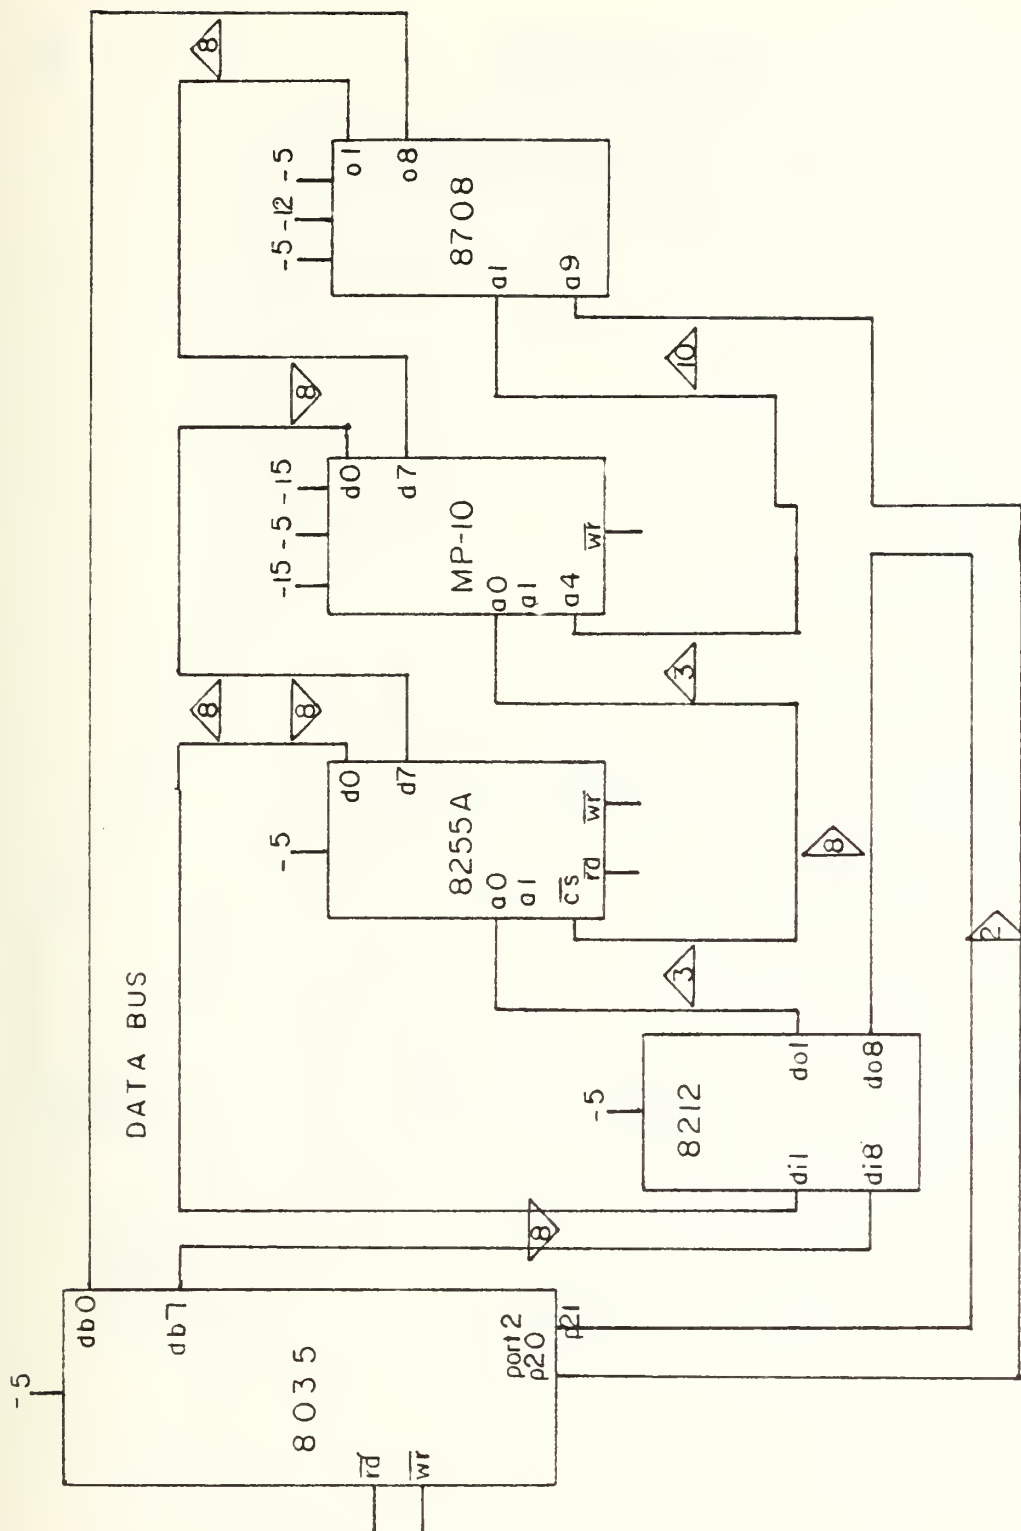 -5
8035
db0
db7
rd
wr
port2
p20
p21
DATA BUS
-5
8212
di1
di8
do1
do8
-5
8255A
d0
d7
a0
a1
cs
rd
wr
-15
-5
-15
MP-10
d0
d7
a0
a1
a4
wr
-5
-12
-5
8708
o1
o8
a1
a9
8
8
8
8
8
3
3
10
8
2